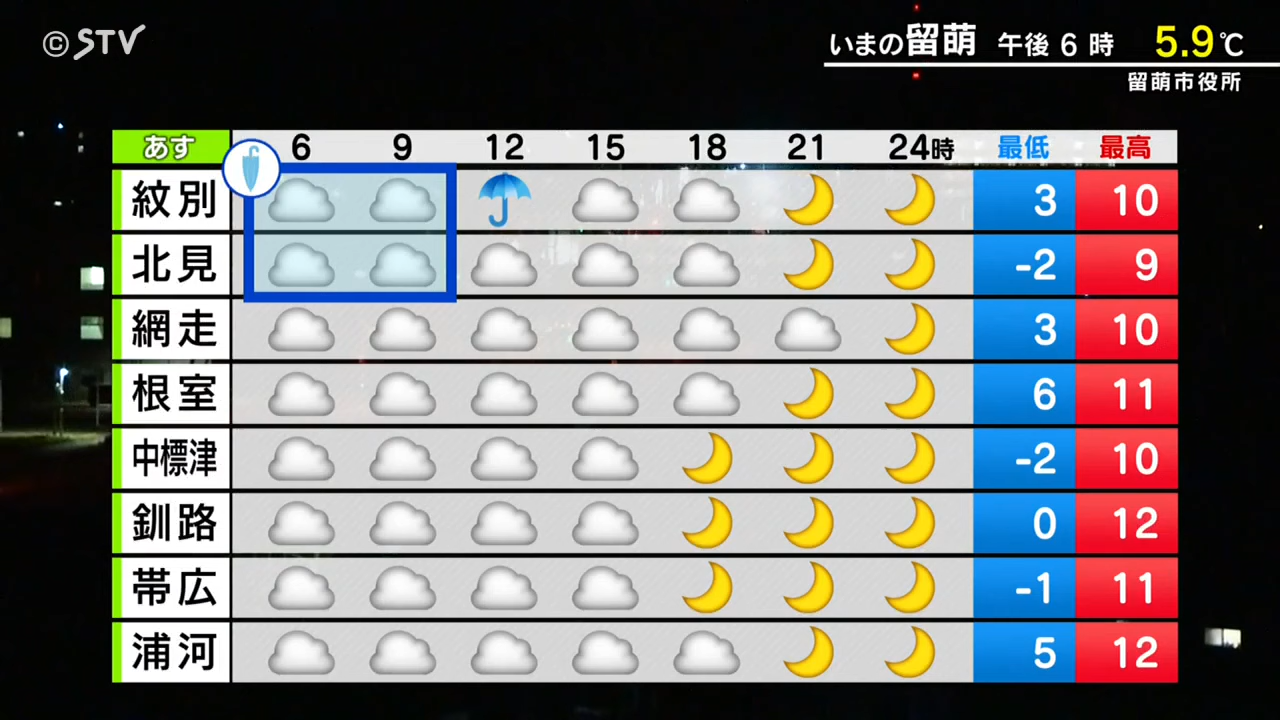 © STV
いまの留萌 午後6時 5.9℃
留萌市役所
あす 6 9 12 15 18 21 24時 最低 最高
紋別 3 10
北見 -2 9
網走 3 10
根室 6 11
中標津 -2 10
釧路 0 12
帯広 -1 11
浦河 5 12